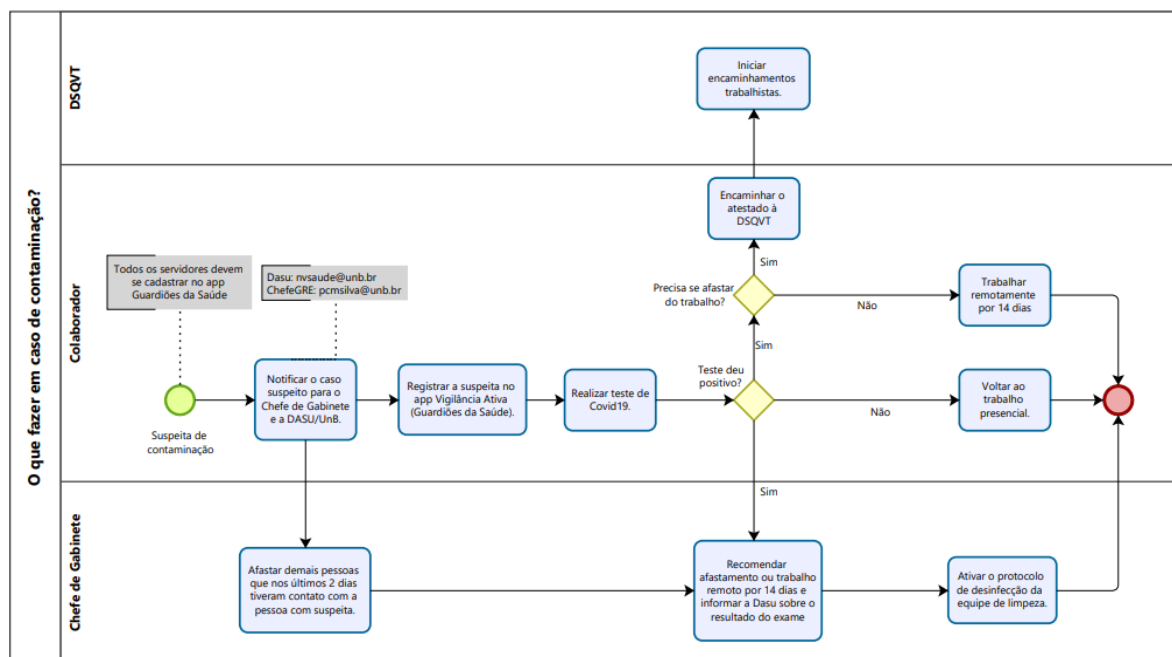 O que fazer em caso de contaminação?
DSQVT
Iniciar
encaminhamentos
trabalhistas.
Colaborador
Todos os servidores devem
se cadastrar no app
Guardiões da Saúde
Dasu: nvsaude@unb.br
ChefeGRE: pcmsilva@unb.br
Suspeita de
contaminação
Notificar o caso
suspeito para o
Chefe de Gabinete
e a DASU/UnB.
Registrar a suspeita no
app Vigilância Ativa
(Guardiões da Saúde).
Realizar teste de
Covid19.
Teste deu
positivo?
Sim
Precisa se afastar
do trabalho?
Sim
Encaminhar o
atestado à
DSQVT
Não
Trabalhar
remotamente
por 14 dias
Não
Voltar ao
trabalho
presencial.
Sim
Chefe de Gabinete
Afastar demais pessoas
que nos últimos 2 dias
tiveram contato com a
pessoa com suspeita.
Recomendar
afastamento ou trabalho
remoto por 14 dias e
informar a Dasu sobre o
resultado do exame
Ativar o protocolo
de desinfecção da
equipe de limpeza.